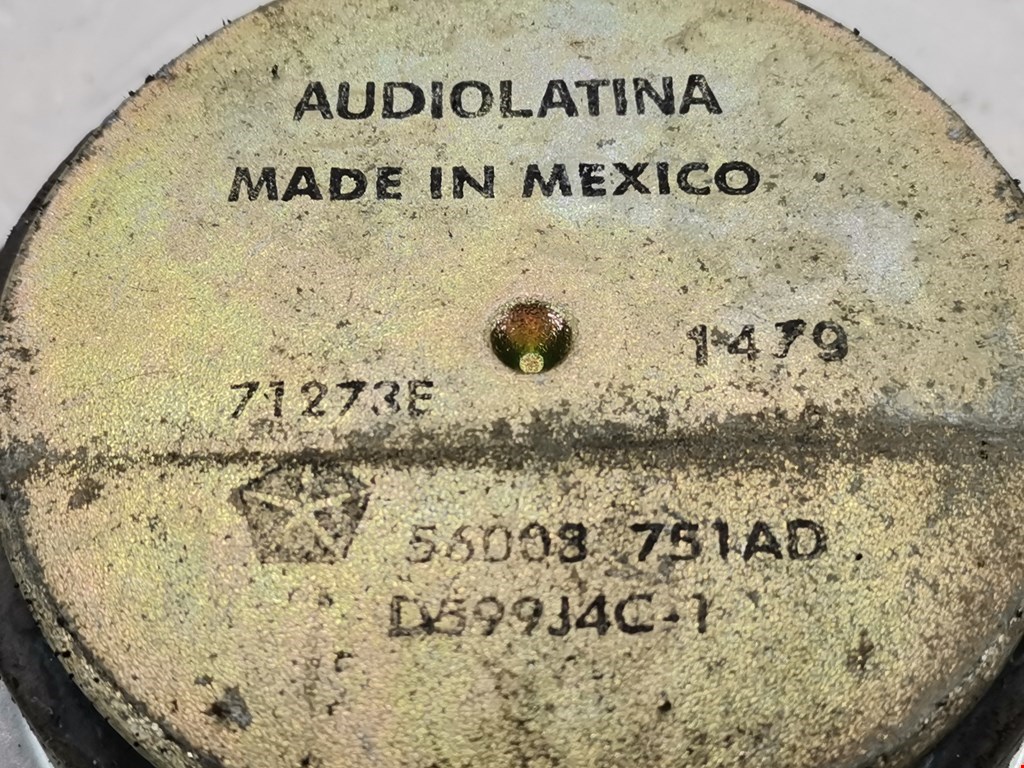 AUDIOLATINA
MADE IN MEXICO
1479
71273E
56008 751AD.
D599J4C-1